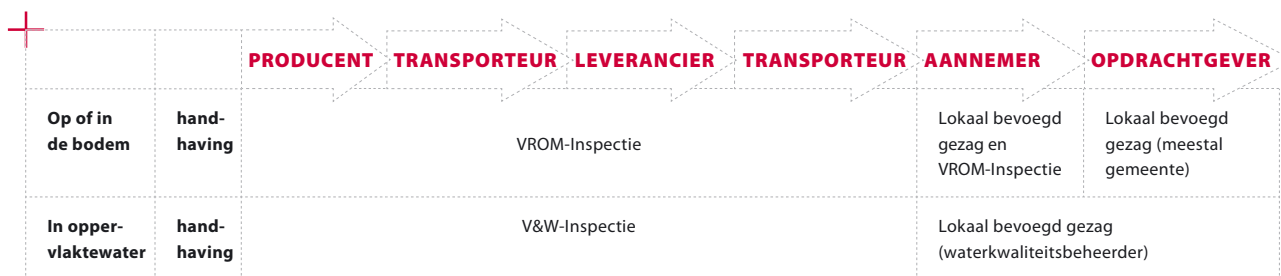 PRODUCENT TRANSPORTEUR LEVERANCIER TRANSPORTEUR AANNEMER OPDRACHTGEVER
Op of in
de bodem
hand-
having
VROM-Inspectie
Lokaal bevoegd
gezag en
VROM-Inspectie
Lokaal bevoegd
gezag (meestal
gemeente)
In opper-
vlaktewater
hand-
having
V&W-Inspectie
Lokaal bevoegd gezag
(waterkwaliteitsbeheerder)